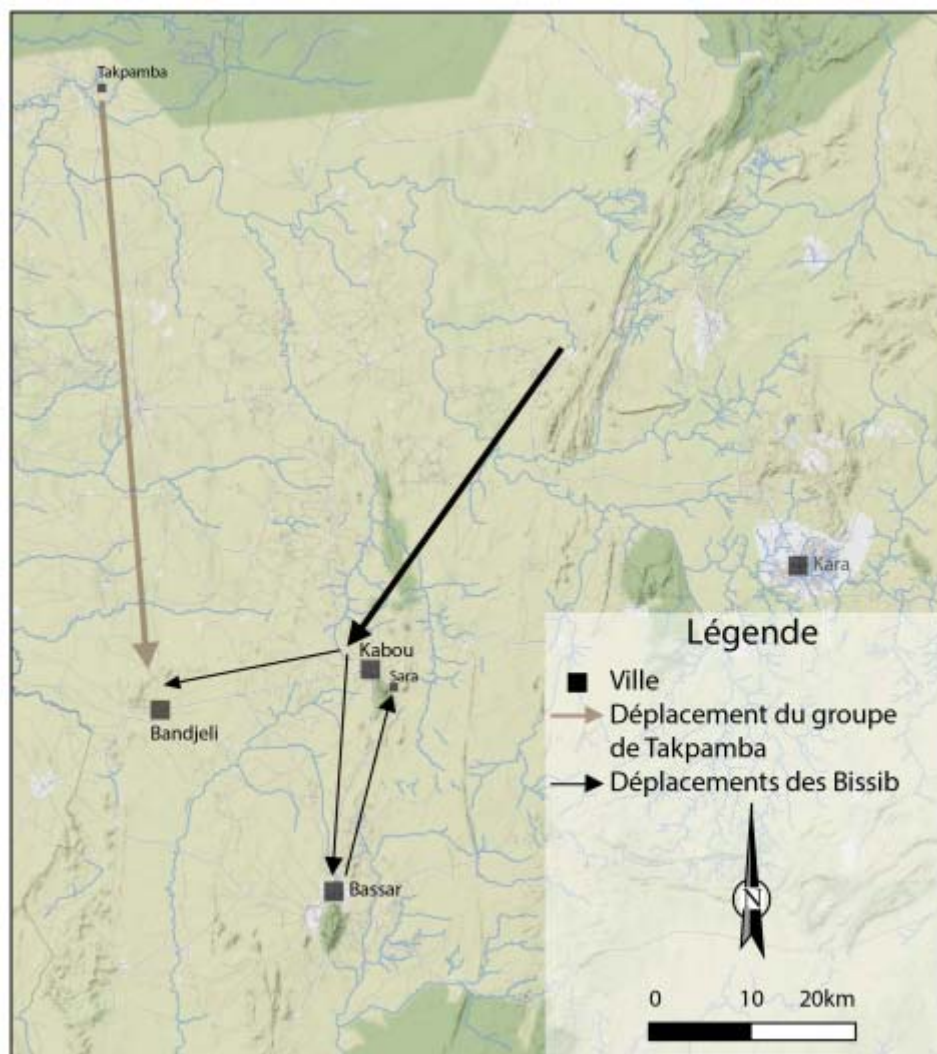 Takpamba
Kara
Kabou
Sara
Bandjeli
Bassar
Légende
Ville
Déplacement du groupe
de Takpamba
Déplacements des Bissib
N
0 10 20km